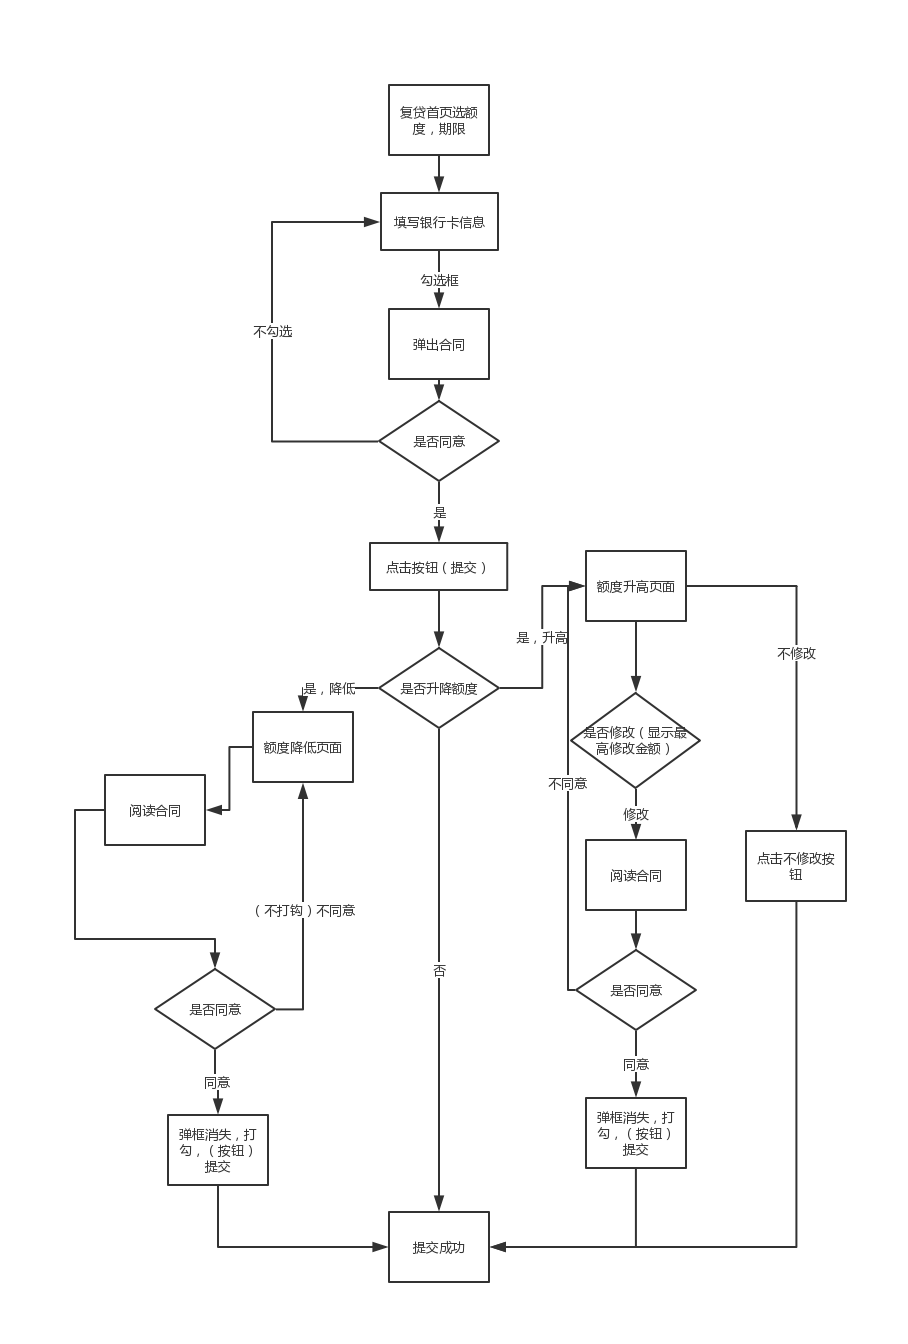 复贷首页选额
度，期限
填写银行卡信息
勾选框
不勾选
弹出合同
是否同意
是
点击按钮（提交）
额度升高页面
是，升高
不修改
是，降低
是否升降额度
是否修改（显示最
高修改金额）
额度降低页面
不同意
阅读合同
修改
点击不修改按
钮
阅读合同
（不打钩）不同意
否
是否同意
是否同意
同意
同意
弹框消失，打
勾，（按钮）
提交
弹框消失，打
勾，（按钮）
提交
提交成功